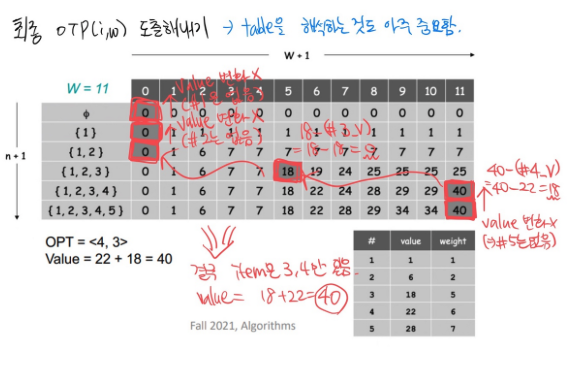 최종 OTP(i,w) 도출해내기 → table을 해석하는 것도 아주 중요함.
W + 1
W = 11
0 1 2 3 4 5 6 7 8 9 10 11
n + 1
ϕ 0 0 0 0 0 0 0 0 0 0 0 0
{ 1 } 0 1 1 1 1 1 1 1 1 1 1 1
{ 1, 2 } 0 1 6 7 7 7 7 7 7 7 7 7
{ 1, 2, 3 } 0 1 6 7 7 18 19 24 25 25 25 25
{ 1, 2, 3, 4 } 0 1 6 7 7 18 22 24 28 29 29 40
{ 1, 2, 3, 4, 5 } 0 1 6 7 7 18 22 28 29 34 34 40
value 변화 X
(#1은 없음)
value 변화 X
(#2는 없음)
18-(#3_V)
= 18-18=0
40-(#4_V)
=40-22=18
value 변화 X
(⇒#5는 없음)
OPT = <4, 3>
Value = 22 + 18 = 40
결국 item은 3,4만 있음.
value = 18+22=40
# value weight
1 1 1
2 6 2
3 18 5
4 22 6
5 28 7
Fall 2021, Algorithms